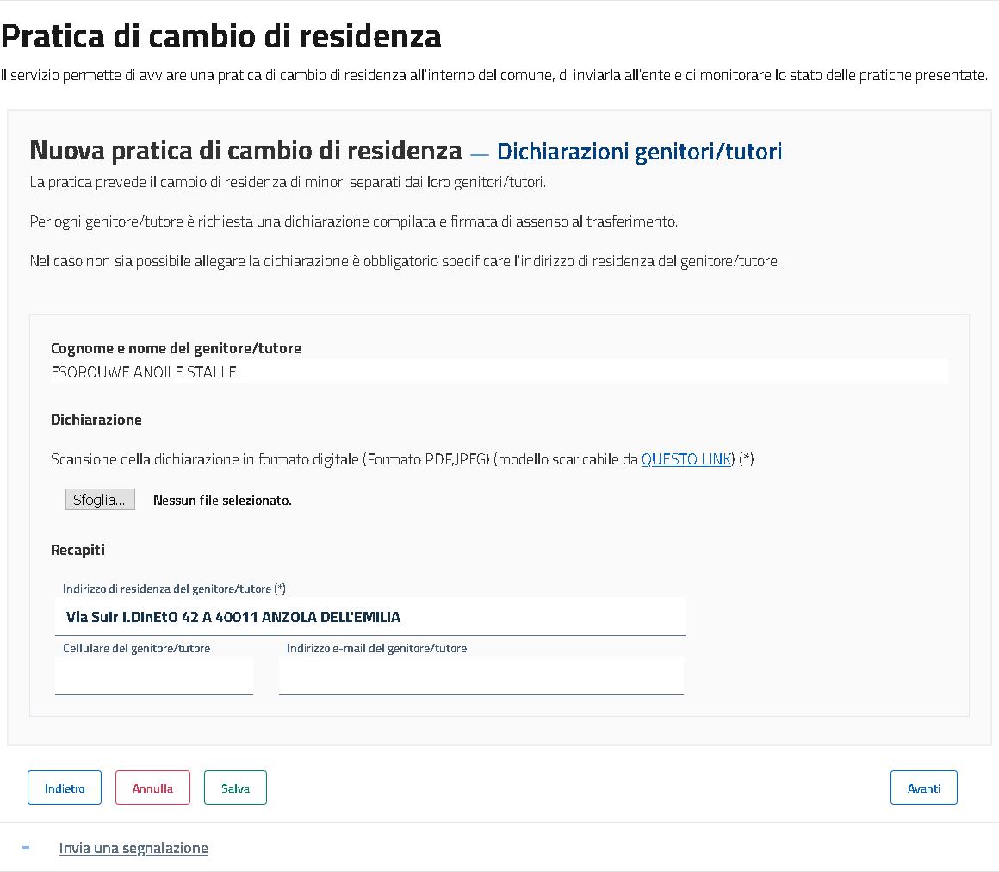 Pratica di cambio di residenza
Il servizio permette di avviare una pratica di cambio di residenza all'interno del comune, di inviarla all'ente e di monitorare lo stato delle pratiche presentate.
Nuova pratica di cambio di residenza — Dichiarazioni genitori/tutori
La pratica prevede il cambio di residenza di minori separati dai loro genitori/tutori.
Per ogni genitore/tutore è richiesta una dichiarazione compilata e firmata di assenso al trasferimento.
Nel caso non sia possibile allegare la dichiarazione è obbligatorio specificare l'indirizzo di residenza del genitore/tutore.
Cognome e nome del genitore/tutore
ESOROUWE ANOILE STALLE
Dichiarazione
Scansione della dichiarazione in formato digitale (Formato PDF,JPEG) (modello scaricabile da QUESTO LINK) (*)
Sfoglia... Nessun file selezionato.
Recapiti
Indirizzo di residenza del genitore/tutore (*)
Via SuIr I.DInEtO 42 A 40011 ANZOLA DELL'EMILIA
Cellulare del genitore/tutore Indirizzo e-mail del genitore/tutore
Indietro Annulla Salva Avanti
- Invia una segnalazione